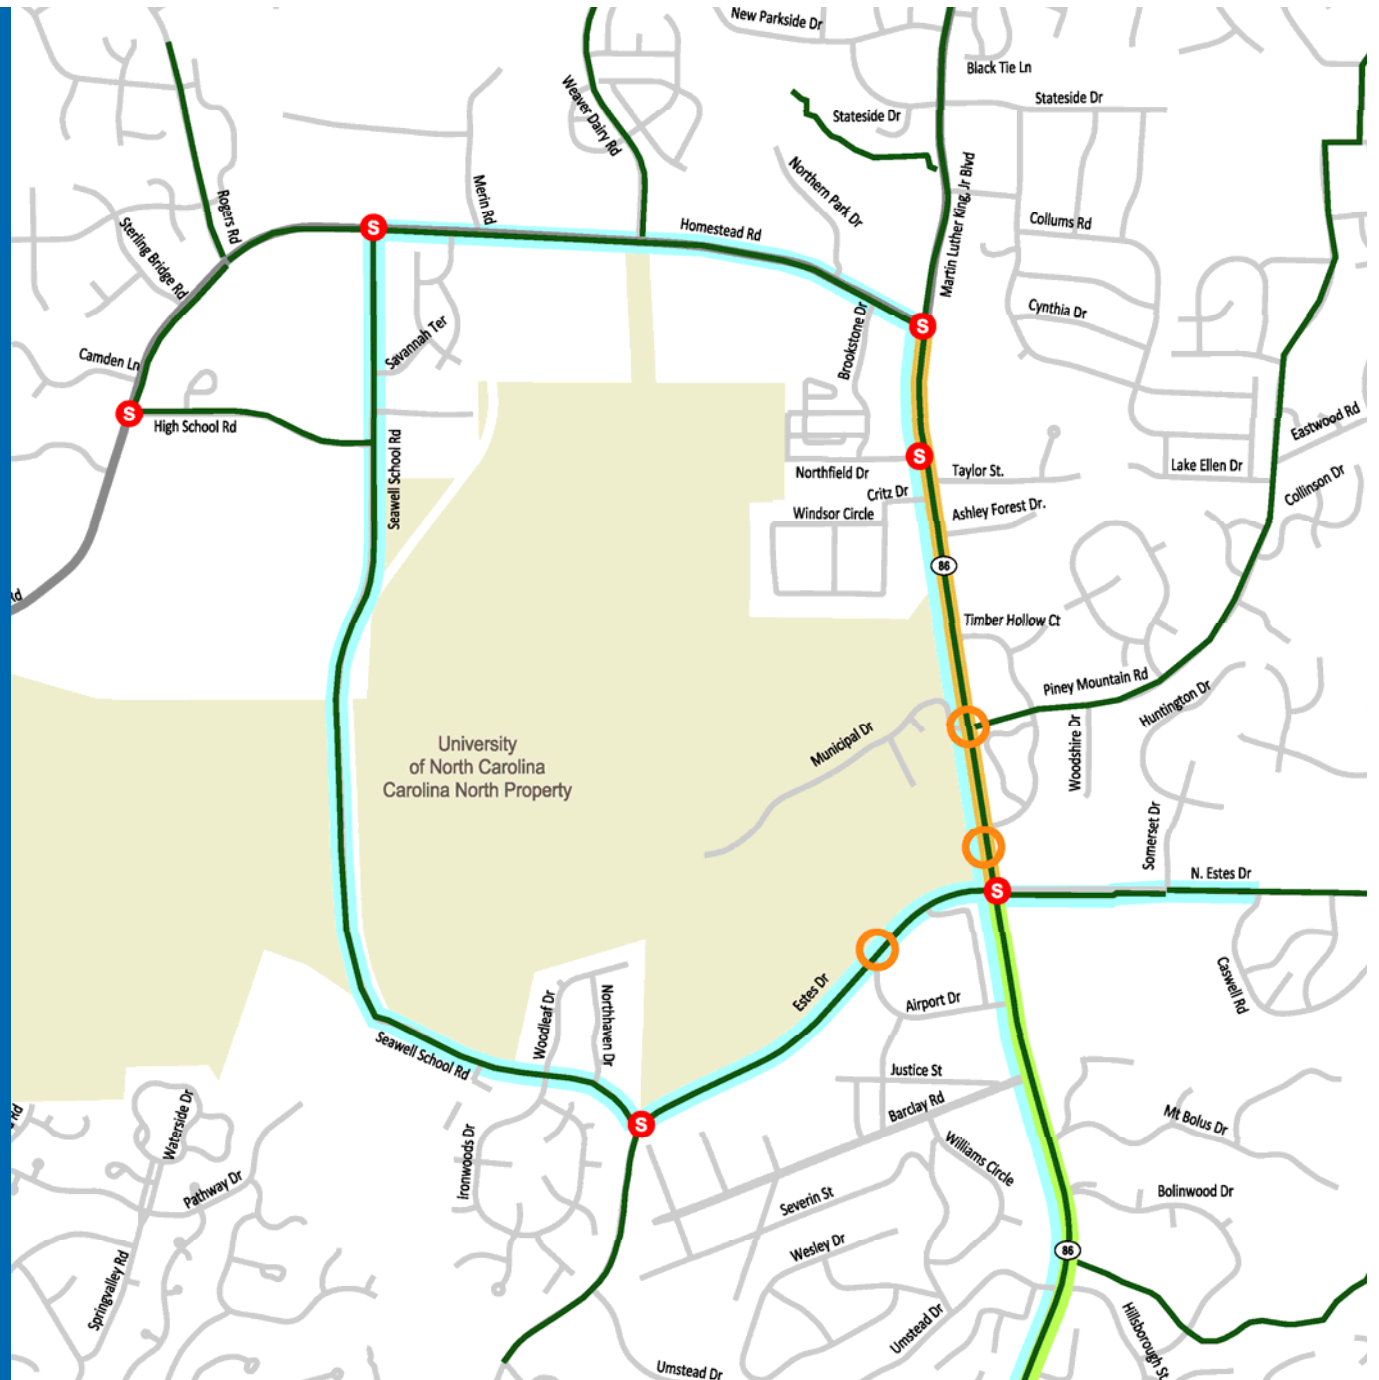 New Parkside Dr
Black Tie Ln
Stateside Dr
Stateside Dr
Weaver Dairy Rd
Northern Park Dr
Martin Luther King, Jr Blvd
Merin Rd
Rogers Rd
Sterling Bridge Rd
Homestead Rd
Collums Rd
S
S
Cynthia Dr
Savannah Ter
Brookstone Dr
Camden Ln
S
High School Rd
Seawell School Rd
Eastwood Rd
S
Northfield Dr
Taylor St.
Lake Ellen Dr
Collinson Dr
Critz Dr
Windsor Circle
Ashley Forest Dr.
86
Rd
Timber Hollow Ct
Piney Mountain Rd
Huntington Dr
Municipal Dr
Woodshire Dr
University
of North Carolina
Carolina North Property
Somerset Dr
N. Estes Dr
S
Estes Dr
Airport Dr
Caswell Rd
Woodleaf Dr
Northhaven Dr
Seawell School Rd
Justice St
Barclay Rd
Waterside Dr
Rd
S
Mt Bolus Dr
Williams Circle
Ironwoods Dr
Pathway Dr
Severin St
Bolinwood Dr
Wesley Dr
86
Springvalley Rd
Umstead Dr
Hillsborough St
Umstead Dr